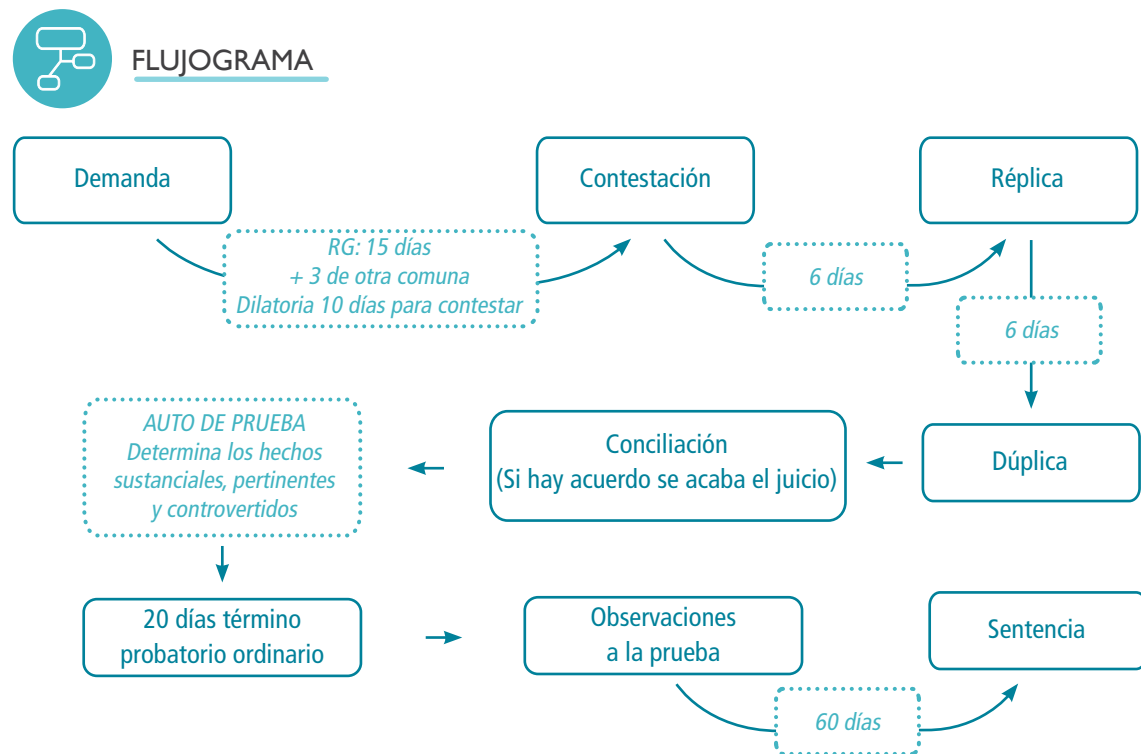 FLUJOGRAMA
Demanda
RG: 15 días
+ 3 de otra comuna
Dilatoria 10 días para contestar
Contestación
6 días
Réplica
6 días
Dúplica
Conciliación
(Si hay acuerdo se acaba el juicio)
AUTO DE PRUEBA
Determina los hechos
sustanciales, pertinentes
y controvertidos
20 días término
probatorio ordinario
Observaciones
a la prueba
60 días
Sentencia